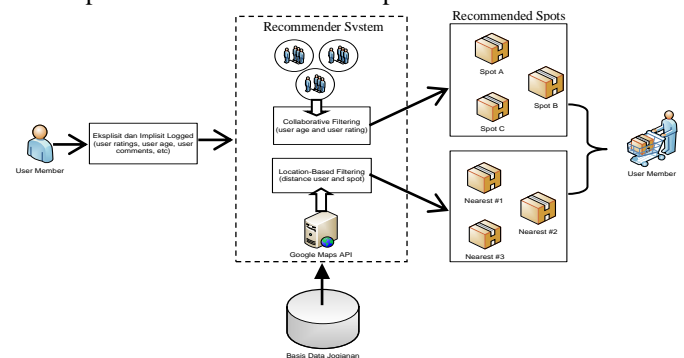 Recommender System
Recommended Spots
Spot A
Spot B
Spot C
Collaborative Filtering
(user age and user rating)
Eksplisit dan Implisit Logged
(user ratings, user age, user
comments, etc)
User Member
Location-Based Filtering
(distance user and spot)
Nearest #1
Nearest #2
Nearest #3
User Member
Google Maps API
Basis Data Jogjanan